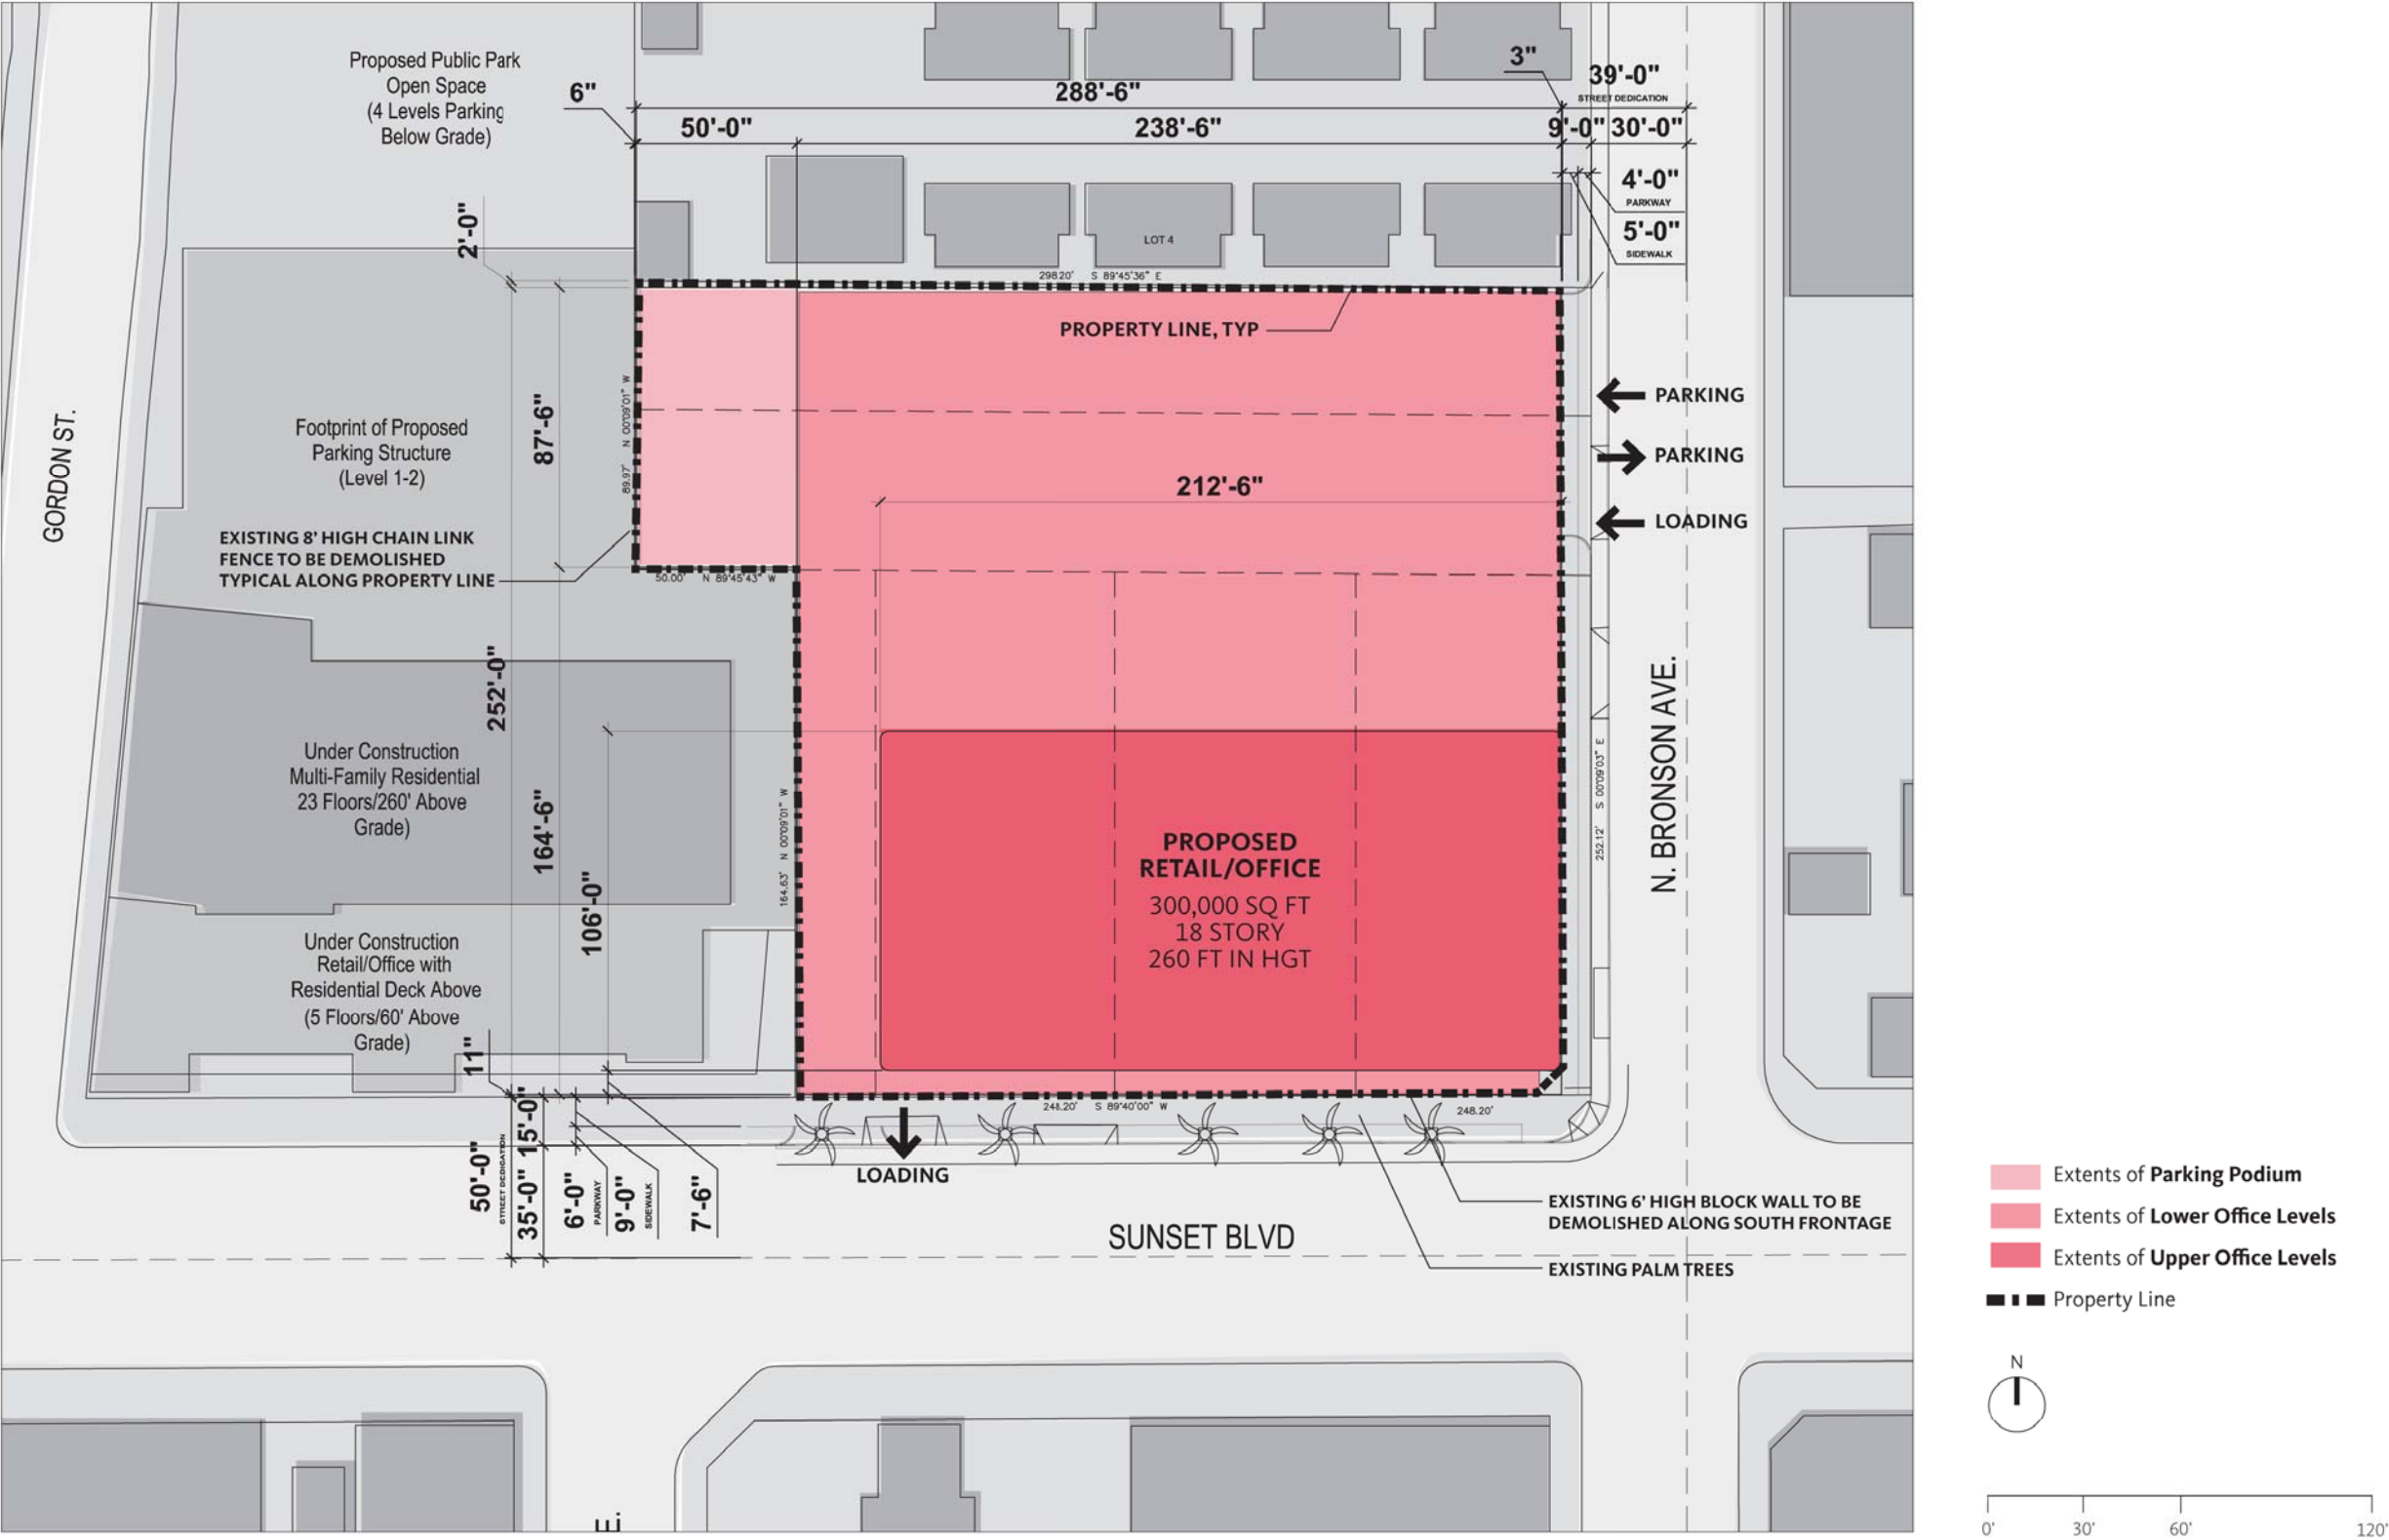 Proposed Public Park
Open Space
(4 Levels Parking
Below Grade)
6"
288'-6"
3"
39'-0"
STREET DEDICATION
50'-0"
238'-6"
9'-0"
30'-0"
4'-0"
PARKWAY
5'-0"
SIDEWALK
2'-0"
LOT 4
298.20' S 89°45'36" E
PROPERTY LINE, TYP
PARKING
PARKING
LOADING
GORDON ST.
Footprint of Proposed
Parking Structure
(Level 1-2)
87'-6"
89.97' N 00°09'01" W
212'-6"
EXISTING 8' HIGH CHAIN LINK
FENCE TO BE DEMOLISHED
TYPICAL ALONG PROPERTY LINE
50.00' N 89°45'43" W
252'-0"
Under Construction
Multi-Family Residential
23 Floors/260' Above
Grade)
164'-6"
106'-0"
164.63' N 00°09'01" W
PROPOSED
RETAIL/OFFICE
300,000 SQ FT
18 STORY
260 FT IN HGT
252.12' S 00°09'03" E
N. BRONSON AVE.
Under Construction
Retail/Office with
Residential Deck Above
(5 Floors/60' Above
Grade)
11"
248.20' S 89°40'00" W
248.20'
50'-0"
STREET DEDICATION
15'-0"
35'-0"
6'-0"
PARKWAY
9'-0"
SIDEWALK
7'-6"
LOADING
SUNSET BLVD
EXISTING 6' HIGH BLOCK WALL TO BE
DEMOLISHED ALONG SOUTH FRONTAGE
EXISTING PALM TREES
E.
Extents of Parking Podium
Extents of Lower Office Levels
Extents of Upper Office Levels
Property Line
N
0' 30' 60' 120'